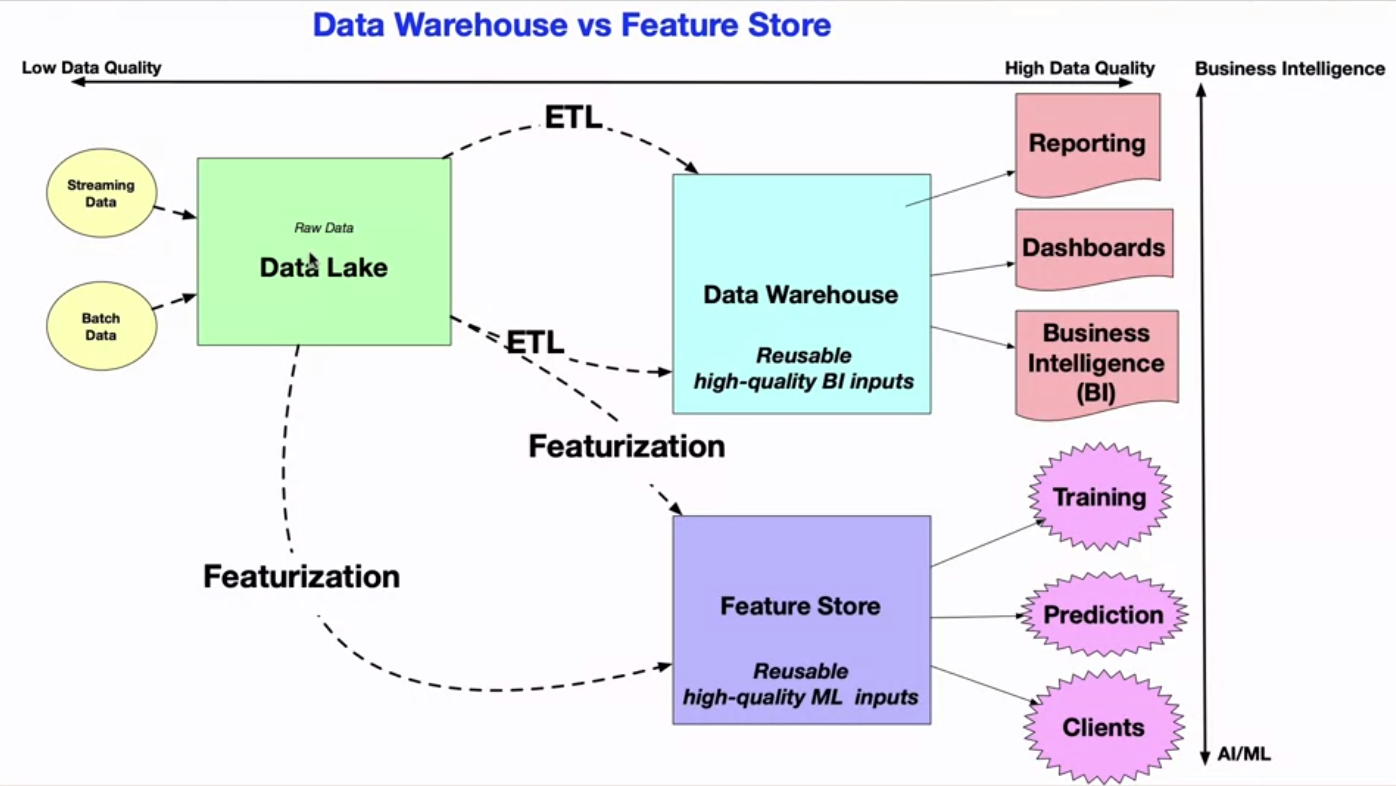 Data Warehouse vs Feature Store
Low Data Quality
High Data Quality
Business Intelligence
ETL
Reporting
Streaming
Data
Raw Data
Data Lake
Dashboards
Data Warehouse
Batch
Data
ETL
Reusable
high-quality BI inputs
Business
Intelligence
(BI)
Featurization
Training
Featurization
Feature Store
Prediction
Reusable
high-quality ML inputs
Clients
AI/ML